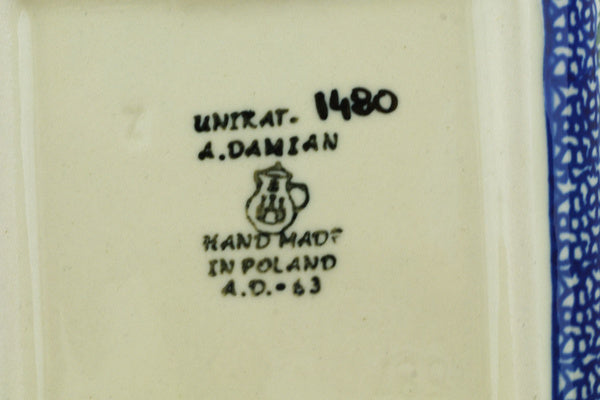 UNIKAT. 1480
A. DAMIAN
HAND MADE
IN POLAND
A.D. • 63